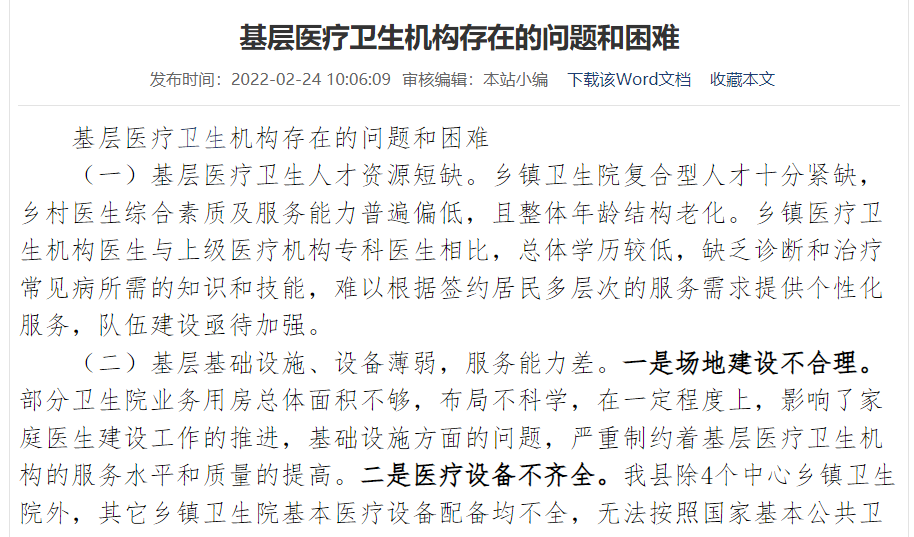 基层医疗卫生机构存在的问题和困难
发布时间：2022-02-24 10:06:09 审核编辑：本站小编 下载该Word文档 收藏本文
基层医疗卫生机构存在的问题和困难
（一）基层医疗卫生人才资源短缺。乡镇卫生院复合型人才十分紧缺，
乡村医生综合素质及服务能力普遍偏低，且整体年龄结构老化。乡镇医疗卫
生机构医生与上级医疗机构专科医生相比，总体学历较低，缺乏诊断和治疗
常见病所需的知识和技能，难以根据签约居民多层次的服务需求提供个性化
服务，队伍建设亟待加强。
（二）基层基础设施、设备薄弱，服务能力差。一是场地建设不合理。
部分卫生院业务用房总体面积不够，布局不科学，在一定程度上，影响了家
庭医生建设工作的推进，基础设施方面的问题，严重制约着基层医疗卫生机
构的服务水平和质量的提高。二是医疗设备不齐全。我县除4个中心乡镇卫生
院外，其它乡镇卫生院基本医疗设备配备均不全，无法按照国家基本公共卫